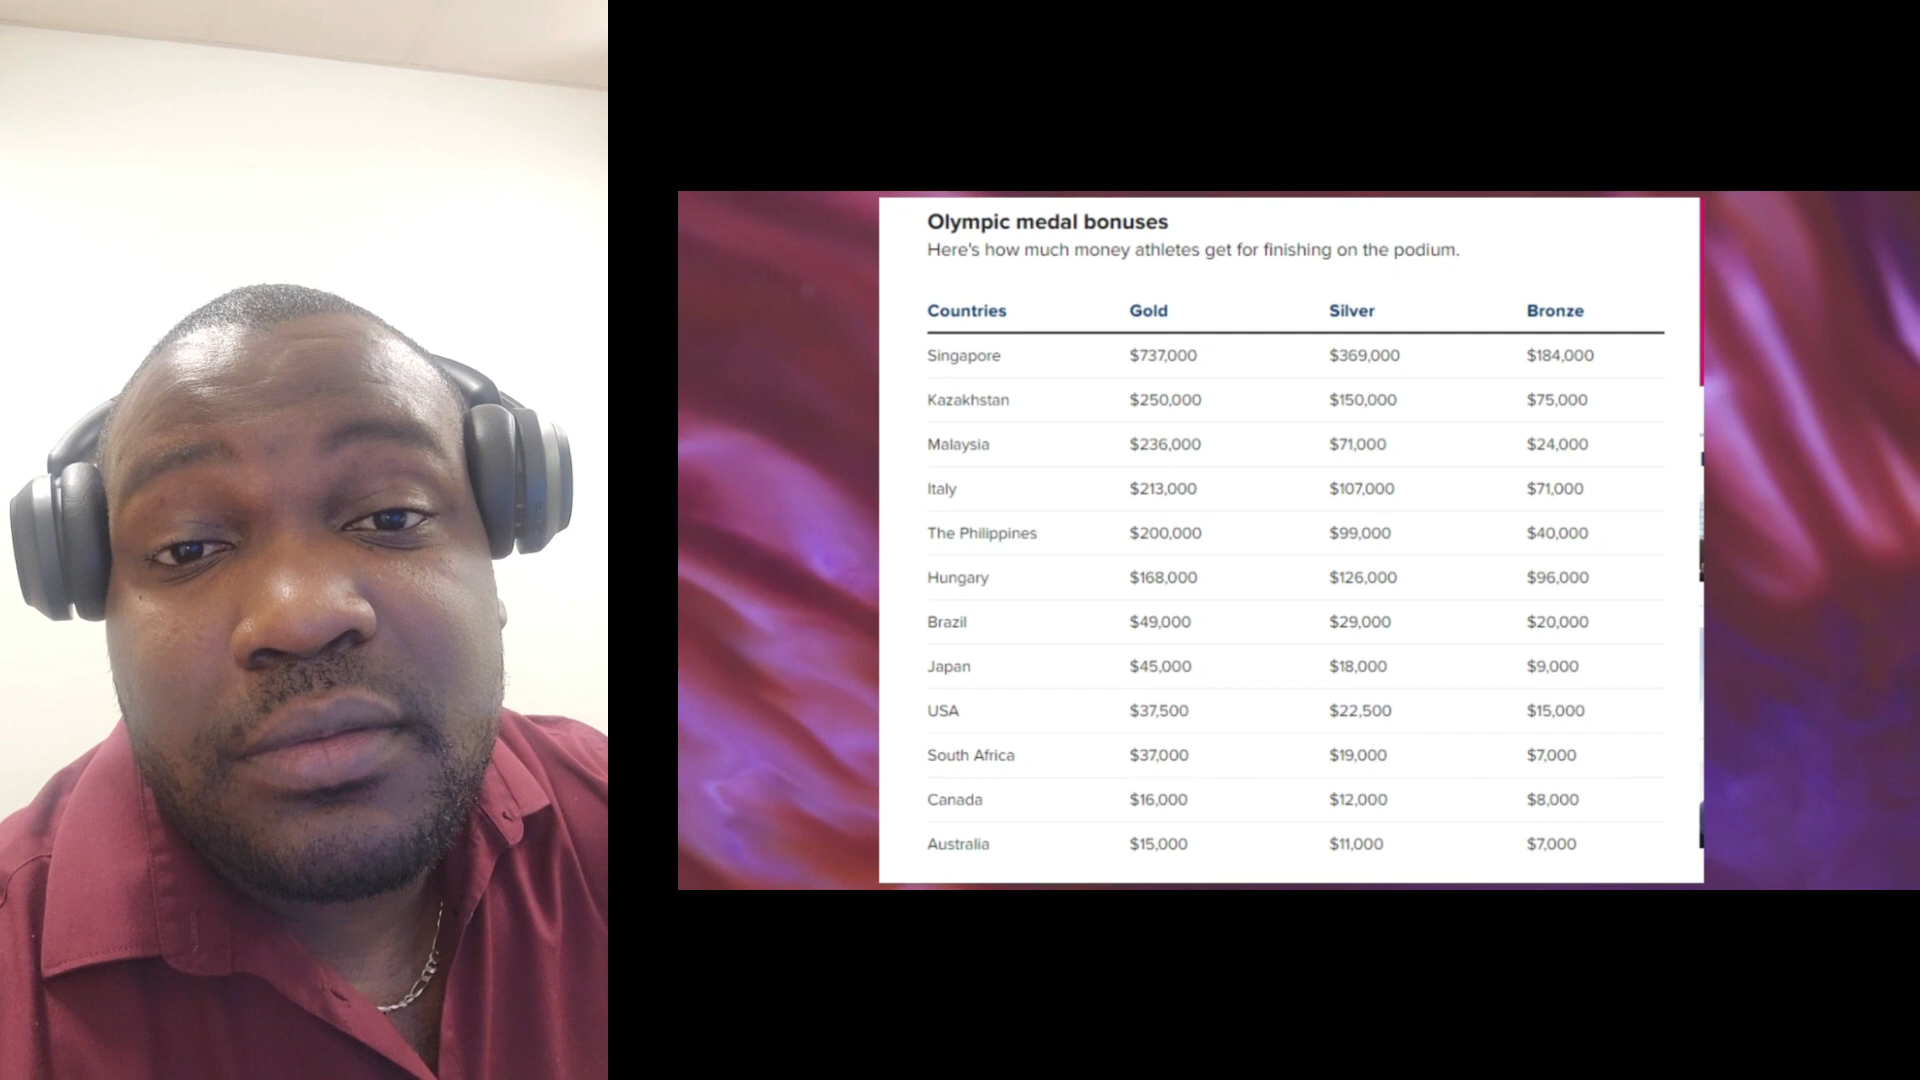 Olympic medal bonuses
Here's how much money athletes get for finishing on the podium.
Countries Gold Silver Bronze
Singapore $737,000 $369,000 $184,000
Kazakhstan $250,000 $150,000 $75,000
Malaysia $236,000 $71,000 $24,000
Italy $213,000 $107,000 $71,000
The Philippines $200,000 $99,000 $40,000
Hungary $168,000 $126,000 $96,000
Brazil $49,000 $29,000 $20,000
Japan $45,000 $18,000 $9,000
USA $37,500 $22,500 $15,000
South Africa $37,000 $19,000 $7,000
Canada $16,000 $12,000 $8,000
Australia $15,000 $11,000 $7,000